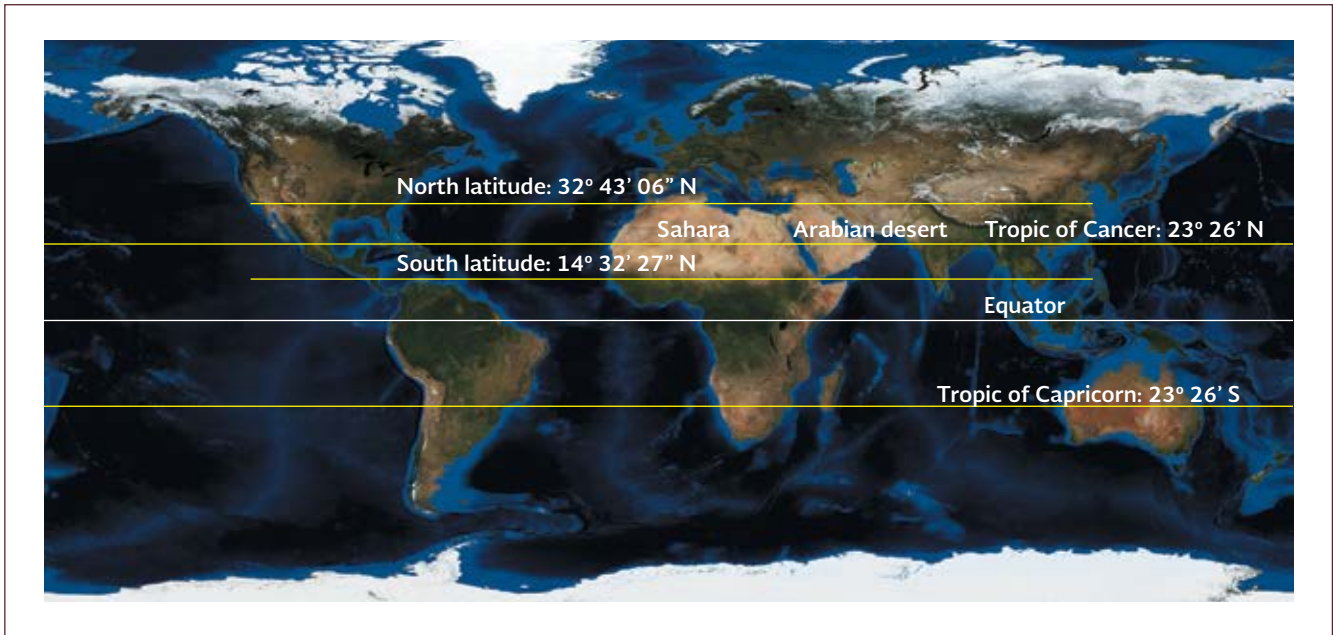 North latitude: 32º 43’ 06” N
Sahara
Arabian desert
Tropic of Cancer: 23º 26’ N
South latitude: 14º 32’ 27” N
Equator
Tropic of Capricorn: 23º 26’ S